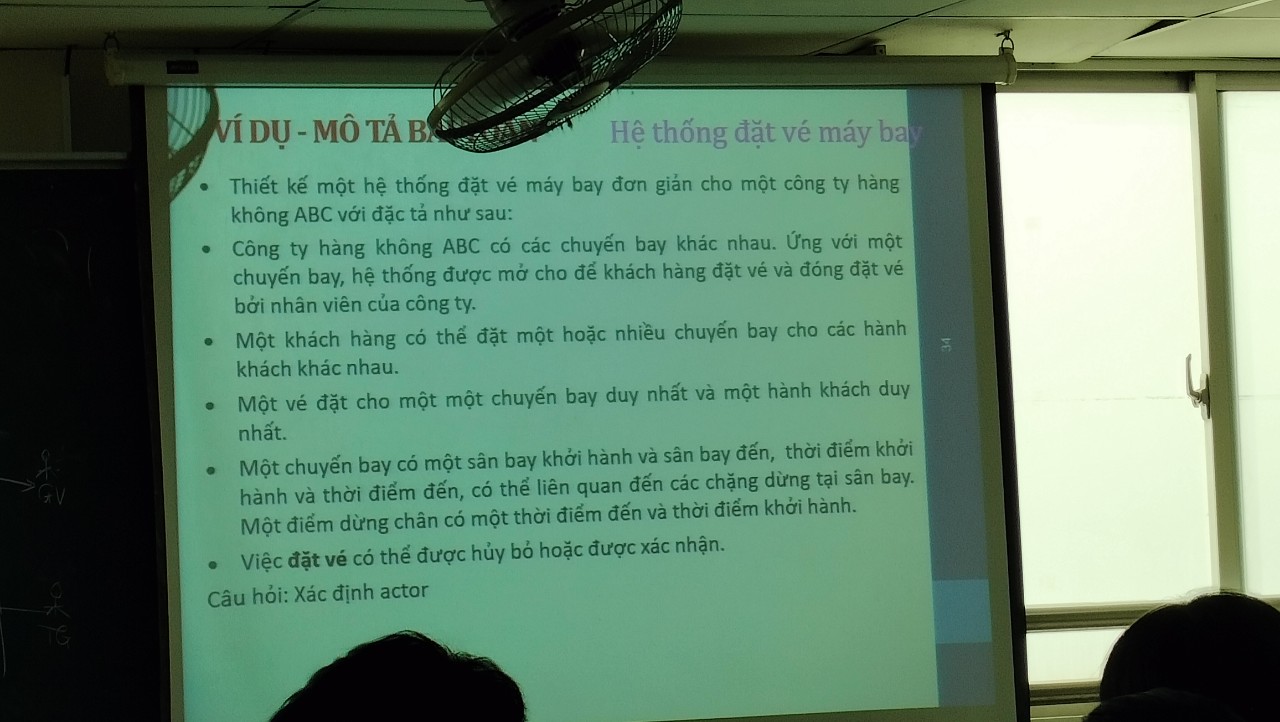 VÍ DỤ - MÔ TẢ
Hệ thống đặt vé máy bay
• Thiết kế một hệ thống đặt vé máy bay đơn giản cho một công ty hàng
không ABC với đặc tả như sau:
• Công ty hàng không ABC có các chuyến bay khác nhau. Ứng với một
chuyến bay, hệ thống được mở cho để khách hàng đặt vé và đóng đặt vé
bởi nhân viên của công ty.
• Một khách hàng có thể đặt một hoặc nhiều chuyến bay cho các hành
khách khác nhau.
• Một vé đặt cho một một chuyến bay duy nhất và một hành khách duy
nhất.
• Một chuyến bay có một sân bay khởi hành và sân bay đến, thời điểm khởi
hành và thời điểm đến, có thể liên quan đến các chặng dừng tại sân bay.
Một điểm dừng chân có một thời điểm đến và thời điểm khởi hành.
• Việc đặt vé có thể được hủy bỏ hoặc được xác nhận.
Câu hỏi: Xác định actor
34
GV